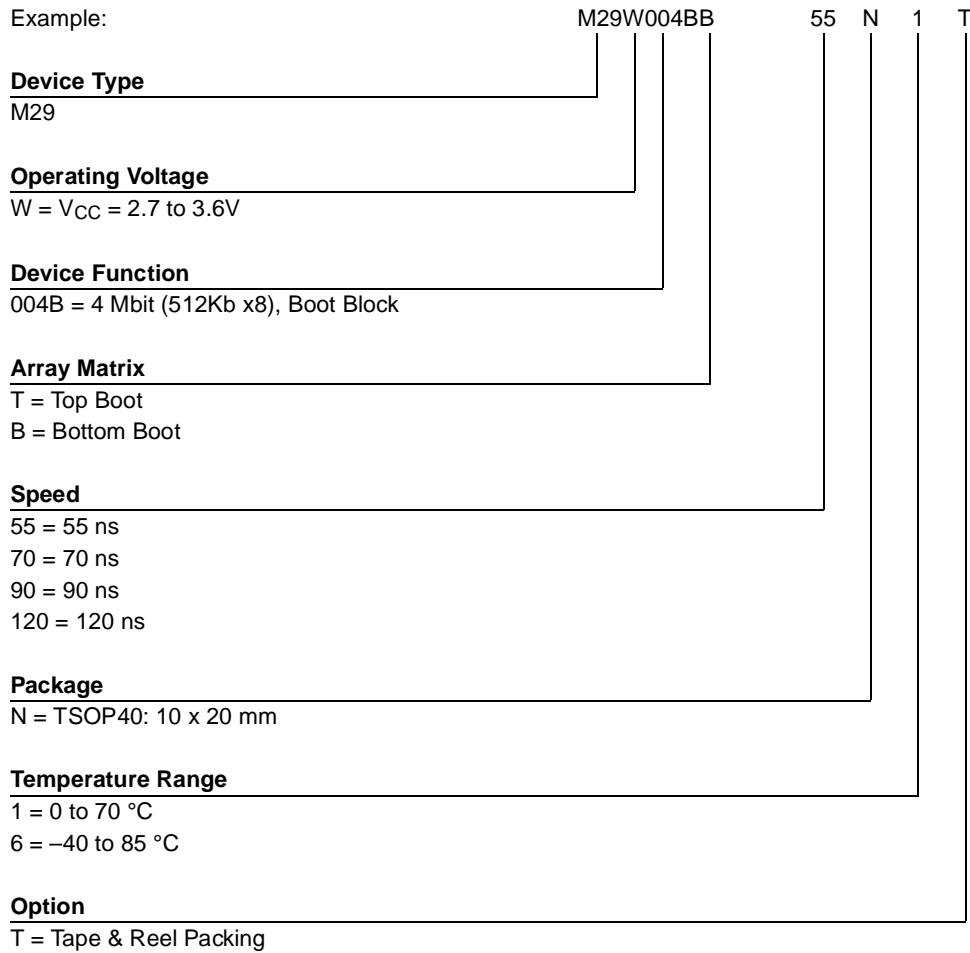 Example: M29W004BB 55 N 1 T
Device Type
M29
Operating Voltage
W = VCC = 2.7 to 3.6V
Device Function
004B = 4 Mbit (512Kb x8), Boot Block
Array Matrix
T = Top Boot
B = Bottom Boot
Speed
55 = 55 ns
70 = 70 ns
90 = 90 ns
120 = 120 ns
Package
N = TSOP40: 10 x 20 mm
Temperature Range
1 = 0 to 70 °C
6 = –40 to 85 °C
Option
T = Tape & Reel Packing